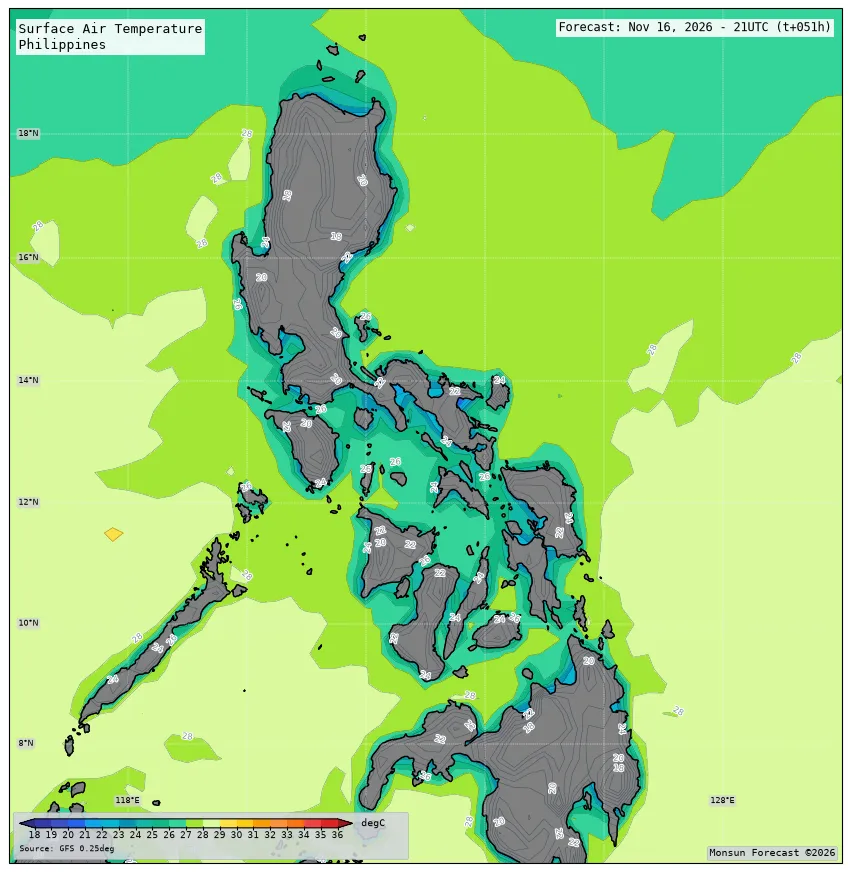 Surface Air Temperature
Philippines
Forecast: Nov 16, 2026 - 21UTC (t+051h)
18°N
16°N
14°N
12°N
10°N
8°N
118°E
128°E
18 19 20 21 22 23 24 25 26 27 28 29 30 31 32 33 34 35 36 degC
Source: GFS 0.25deg
Monsun Forecast ©2026